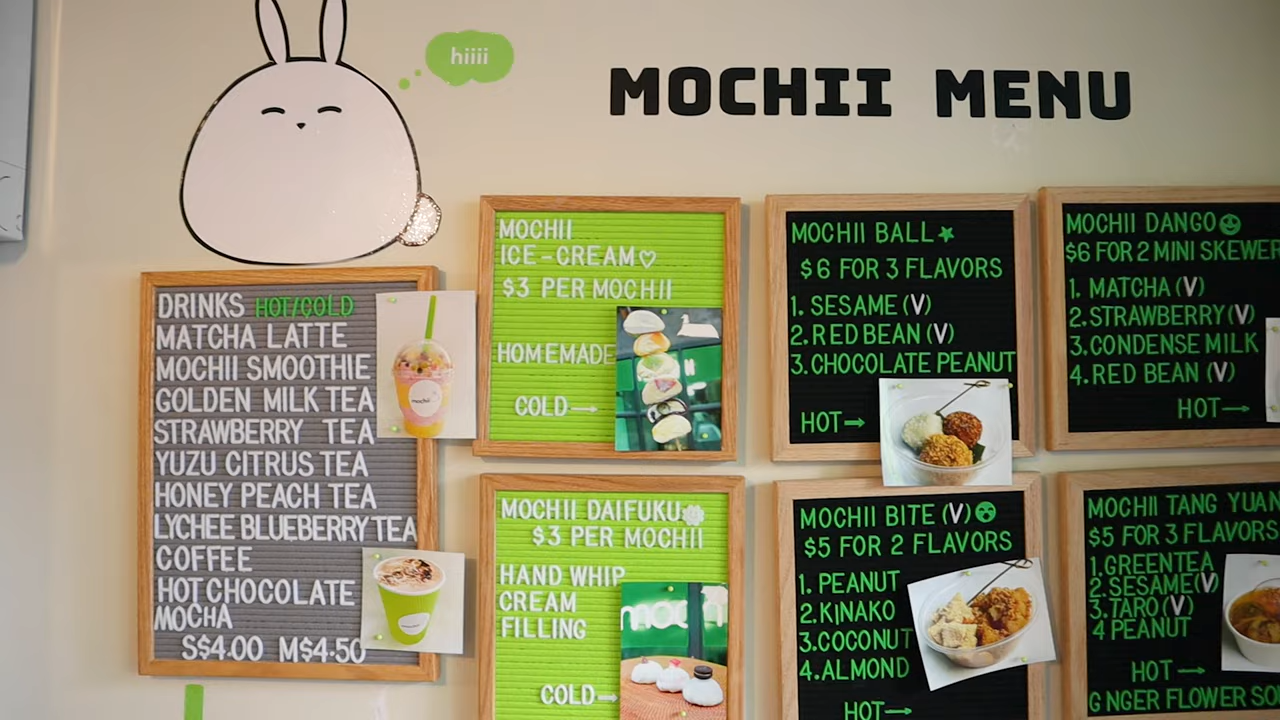 hiiii
MOCHII MENU
DRINKS HOT/COLD
MATCHA LATTE
MOCHII SMOOTHIE
GOLDEN MILK TEA
STRAWBERRY TEA
YUZU CITRUS TEA
HONEY PEACH TEA
LYCHEE BLUEBERRY TEA
COFFEE
HOT CHOCOLATE
MOCHA
S$4.00 M$4.50
MOCHII
ICE-CREAM
$3 PER MOCHII
HOMEMADE
COLD→
MOCHII DAIFUKU
$3 PER MOCHII
HAND WHIP
CREAM
FILLING
COLD→
MOCHII BALL
$6 FOR 3 FLAVORS
1. SESAME (V)
2. RED BEAN (V)
3. CHOCOLATE PEANUT
HOT→
MOCHII BITE (V)
$5 FOR 2 FLAVORS
1. PEANUT
2. KINAKO
3. COCONUT
4. ALMOND
HOT→
MOCHII DANGO
$6 FOR 2 MINI SKEWER
1. MATCHA (V)
2. STRAWBERRY (V)
3. CONDENSE MILK
4. RED BEAN (V)
HOT→
MOCHII TANG YUAN
$5 FOR 3 FLAVORS
1. GREENTEA
2. SESAME(V)
3. TARO (V)
4 PEANUT
HOT→
G NGER FLOWER